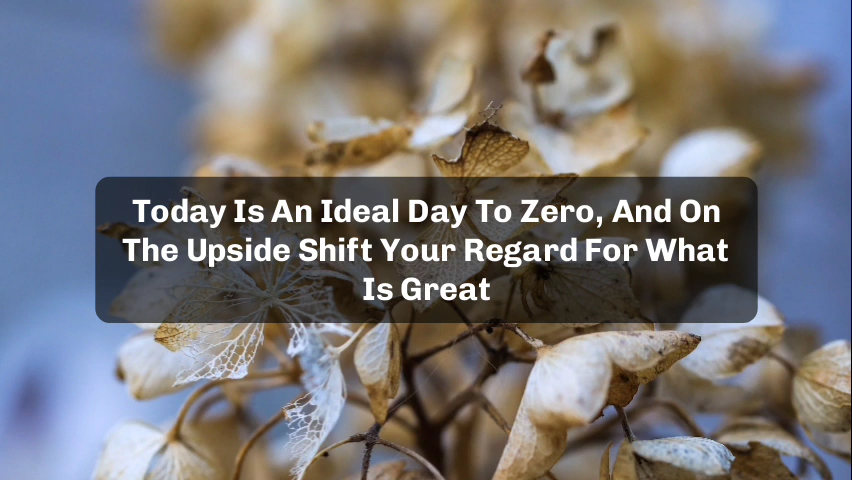 Today Is An Ideal Day To Zero, And On
The Upside Shift Your Regard For What
Is Great